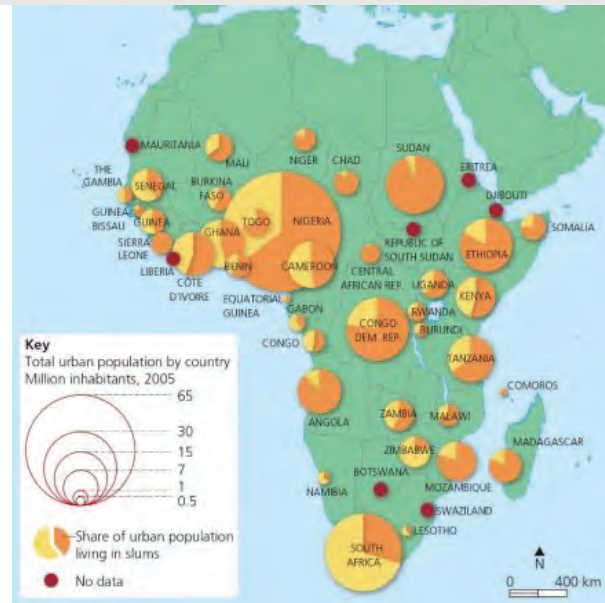 MAURITANIA
MALI
NIGER
CHAD
SUDAN
ERITREA
DJIBOUTI
THE
GAMBIA
SENEGAL
BURKINA
FASO
GUINEA
BISSAU
GUINEA
SIERRA
LEONE
LIBERIA
CÔTE
D'IVOIRE
GHANA
TOGO
BENIN
NIGERIA
CAMEROON
REPUBLIC OF
SOUTH SUDAN
CENTRAL
AFRICAN REP.
SOMALIA
ETHIOPIA
EQUATORIAL
GUINEA
GABON
CONGO
CONGO
DEM. REP.
UGANDA
RWANDA
BURUNDI
KENYA
TANZANIA
COMOROS
ANGOLA
ZAMBIA
MALAWI
ZIMBABWE
MOZAMBIQUE
MADAGASCAR
NAMIBIA
BOTSWANA
SWAZILAND
LESOTHO
SOUTH
AFRICA
Key
Total urban population by country
Million inhabitants, 2005
65
30
15
7
1
0.5
Share of urban population
living in slums
No data
N
0 400 km